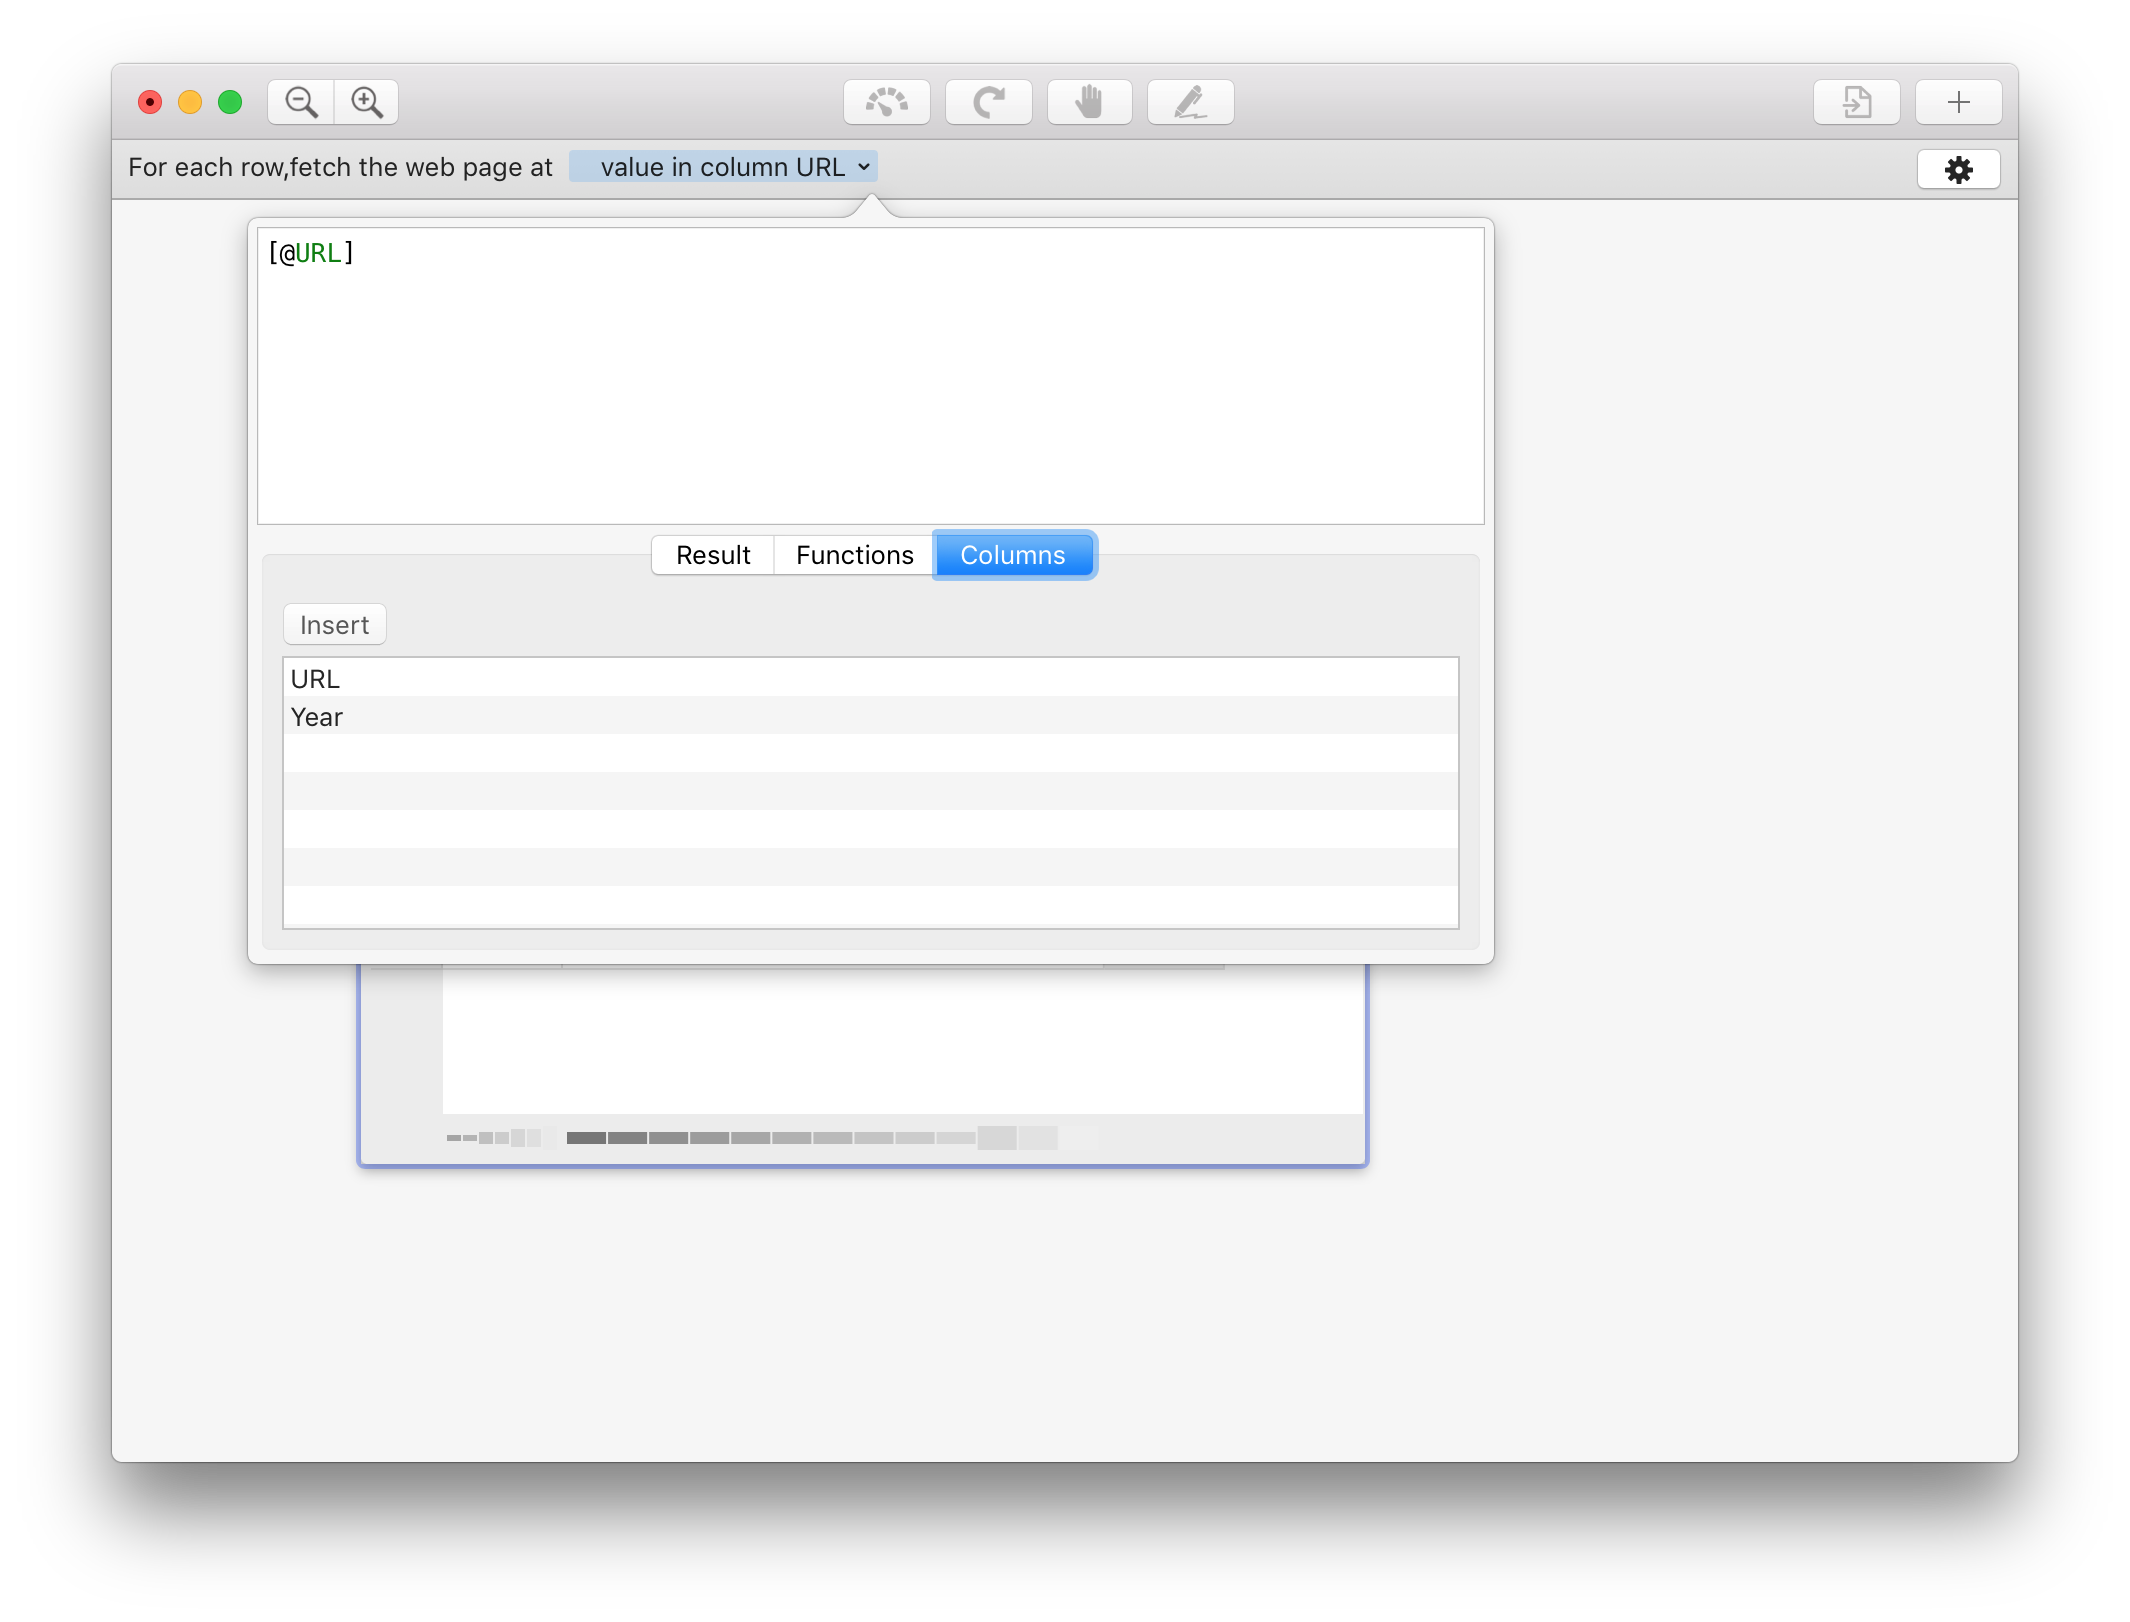 For each row,fetch the web page at value in column URL
[@URL]
Result Functions Columns
Insert
URL
Year